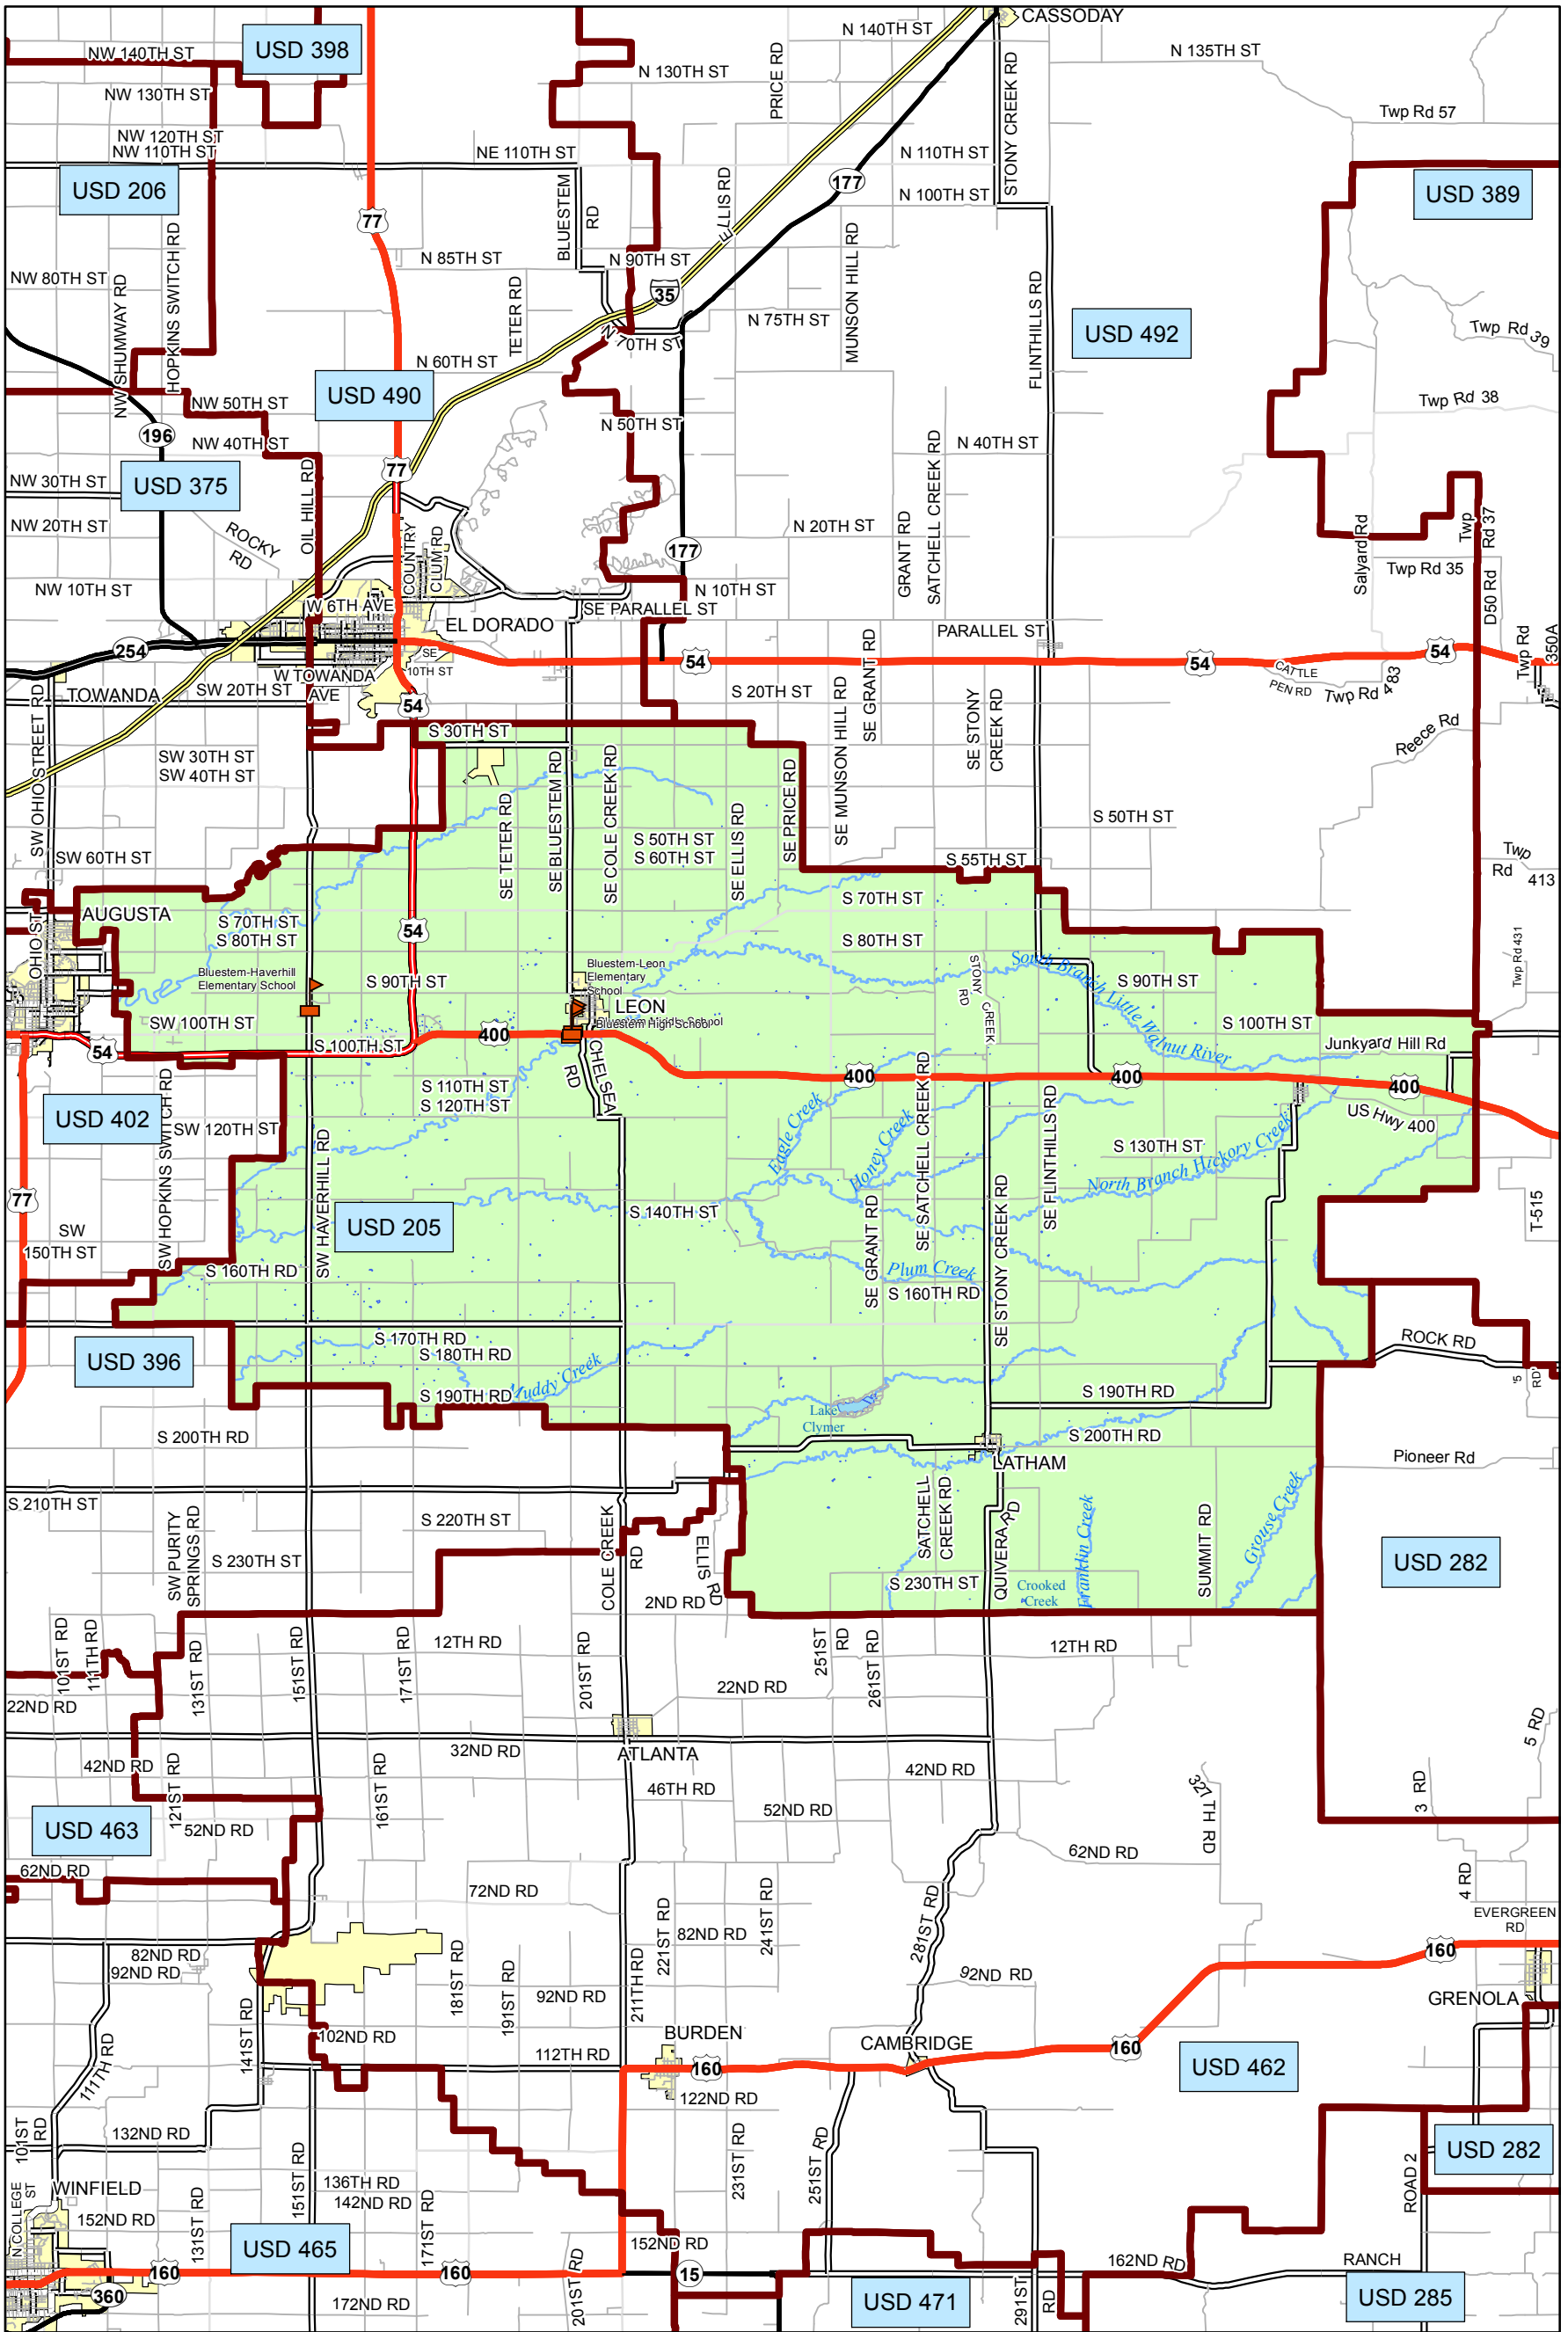 CASSODAY
USD 398
N 140TH ST
NW 140TH ST
N 135TH ST
N 130TH ST
PRICE RD
STONY CREEK RD
NW 130TH ST
Twp Rd 57
NW 120TH ST
NW 110TH ST
NE 110TH ST
N 110TH ST
177
USD 206
USD 389
BLUESTEM
RD
ELLIS RD
N 100TH ST
77
HOPKINS SWITCH RD
N 85TH ST
N 90TH ST
MUNSON HILL RD
NW 80TH ST
NW SHUMWAY RD
TETER RD
35
FLINTHILLS RD
N 75TH ST
USD 492
Twp Rd 39
N 70TH ST
N 60TH ST
USD 490
Twp Rd 38
NW 50TH ST
N 50TH ST
196
NW 40TH ST
N 40TH ST
77
NW 30TH ST
USD 375
OIL HILL RD
SATCHELL CREEK RD
GRANT RD
NW 20TH ST
ROCKY
RD
COUNTRY
CLUM RD
N 20TH ST
Salyard Rd
Twp
Rd 37
177
Twp Rd 35
NW 10TH ST
N 10TH ST
D50 Rd
W 6TH AVE
SE PARALLEL ST
EL DORADO
PARALLEL ST
254
SE
10TH ST
54
54
54
Twp Rd
350A
W TOWANDA
AVE
CATTLE
PEN RD
Twp Rd 483
TOWANDA
SW 20TH ST
S 20TH ST
54
SE GRANT RD
SE MUNSON HILL RD
SE STONY
CREEK RD
S 30TH ST
Reece Rd
SW OHIO STREET RD
SW 30TH ST
SW 40TH ST
SE TETER RD
SE BLUESTEM RD
SE COLE CREEK RD
SE ELLIS RD
SE PRICE RD
S 50TH ST
S 50TH ST
S 60TH ST
SW 60TH ST
S 55TH ST
Twp
Rd
413
S 70TH ST
AUGUSTA
S 70TH ST
S 80TH ST
54
S 80TH ST
OHIO ST
Twp Rd 431
Bluestem-Haverhill
Elementary School
Bluestem-Leon
Elementary
School
STONY
RD
CREEK
South Branch Little Walnut River
S 90TH ST
S 90TH ST
LEON
Bluestem High School
SW 100TH ST
S 100TH ST
S 100TH ST
54
400
Junkyard Hill Rd
CHELSEA
RD
400
400
400
S 110TH ST
S 120TH ST
SW HOPKINS SWITCH RD
USD 402
SW 120TH ST
SW HAVERHILL RD
Eagle Creek
Honey Creek
SE SATCHELL CREEK RD
SE FLINTHILLS RD
US Hwy 400
S 130TH ST
North Branch Hickory Creek
77
USD 205
S 140TH ST
SE GRANT RD
SE STONY CREEK RD
T-515
SW
150TH ST
S 160TH RD
Plum Creek
S 160TH RD
USD 396
S 170TH RD
S 180TH RD
ROCK RD
Muddy Creek
S 190TH RD
S 190TH RD
'5
RD'
Lake
Clymer
S 200TH RD
S 200TH RD
LATHAM
Pioneer Rd
S 210TH ST
SW PURITY
SPRINGS RD
S 220TH ST
COLE CREEK
RD
ELLIS RD
SATCHELL
CREEK RD
QUIVERA RD
Franklin Creek
SUMMIT RD
Grouse Creek
S 230TH ST
USD 282
S 230TH ST
Crooked
Creek
2ND RD
101ST RD
111TH RD
131ST RD
151ST RD
171ST RD
12TH RD
201ST RD
251ST
RD
261ST RD
12TH RD
22ND RD
22ND RD
32ND RD
ATLANTA
5 RD
42ND RD
121ST RD
161ST RD
46TH RD
42ND RD
327 TH RD
3 RD
USD 463
52ND RD
52ND RD
62ND RD
62ND RD
72ND RD
4 RD
221ST RD
241ST RD
281ST RD
EVERGREEN
RD
82ND RD
92ND RD
82ND RD
160
181ST RD
191ST RD
92ND RD
211TH RD
92ND RD
GRENOLA
111TH RD
141ST RD
102ND RD
BURDEN
CAMBRIDGE
112TH RD
160
160
USD 462
122ND RD
101ST
RD
132ND RD
231ST RD
251ST RD
USD 282
N COLLEGE
ST
WINFIELD
136TH RD
142ND RD
151ST RD
171ST RD
ROAD 2
152ND RD
131ST RD
USD 465
152ND RD
201ST RD
160
160
15
162ND RD
RANCH
360
172ND RD
USD 471
291ST
RD
USD 285